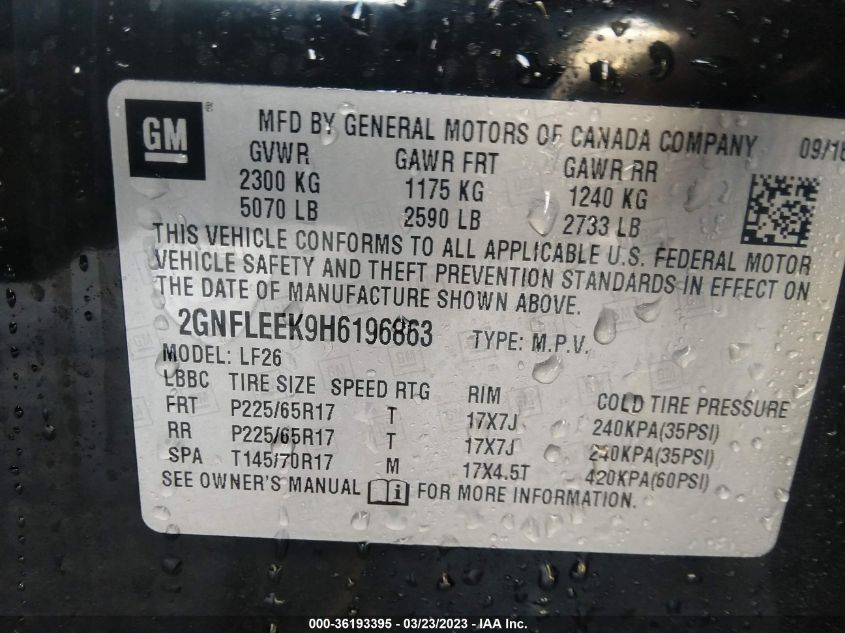 GM ®
MFD BY GENERAL MOTORS OF CANADA COMPANY 09/16
GVWR GAWR FRT GAWR RR
2300 KG 1175 KG 1240 KG
5070 LB 2590 LB 2733 LB
THIS VEHICLE CONFORMS TO ALL APPLICABLE U.S. FEDERAL MOTOR
VEHICLE SAFETY AND THEFT PREVENTION STANDARDS IN EFFECT ON
THE DATE OF MANUFACTURE SHOWN ABOVE.
2GNFLEEK9H6196863 TYPE: M.P.V.
MODEL: LF26
LBBC TIRE SIZE SPEED RTG RIM COLD TIRE PRESSURE
FRT P225/65R17 T 17X7J 240KPA(35PSI)
RR P225/65R17 T 17X7J 240KPA(35PSI)
SPA T145/70R17 M 17X4.5T 420KPA(60PSI)
SEE OWNER'S MANUAL i FOR MORE INFORMATION.
000-36193395 - 03/23/2023 - IAA Inc.